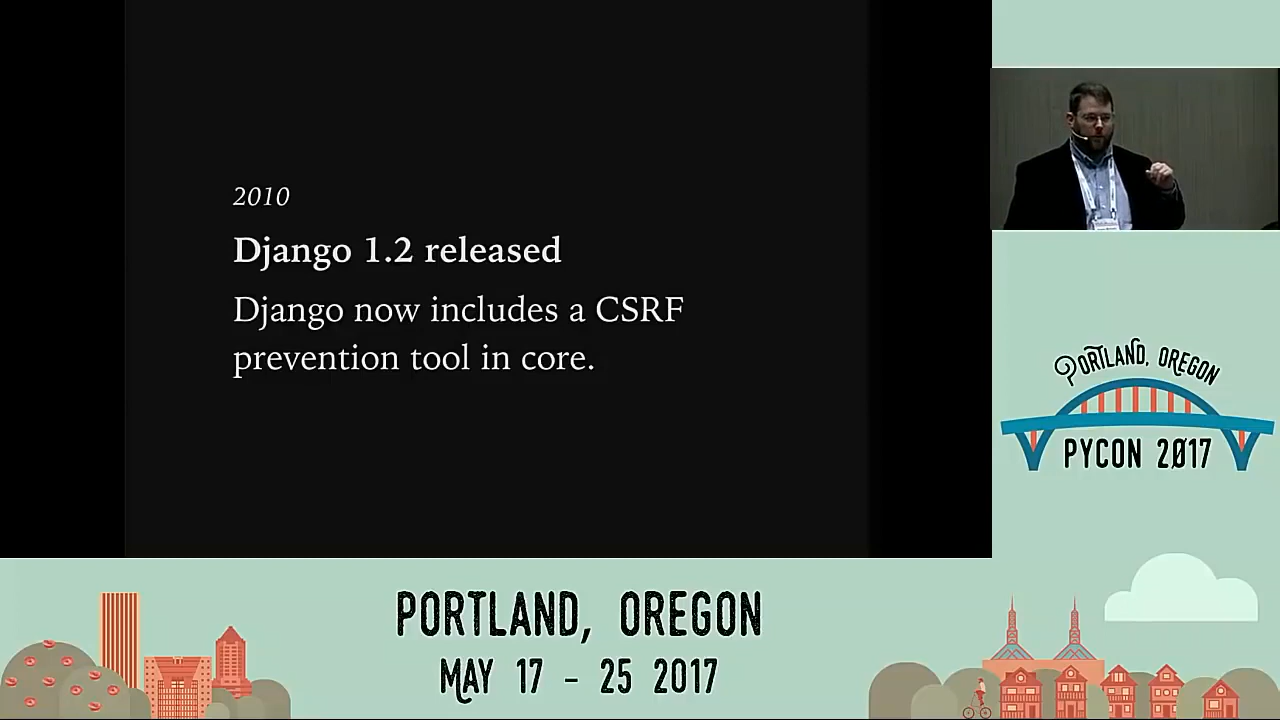 2010
Django 1.2 released
Django now includes a CSRF
prevention tool in core.
PORTLAND, OREGON
PYCON 2017
PORTLAND, OREGON
MAY 17 - 25 2017